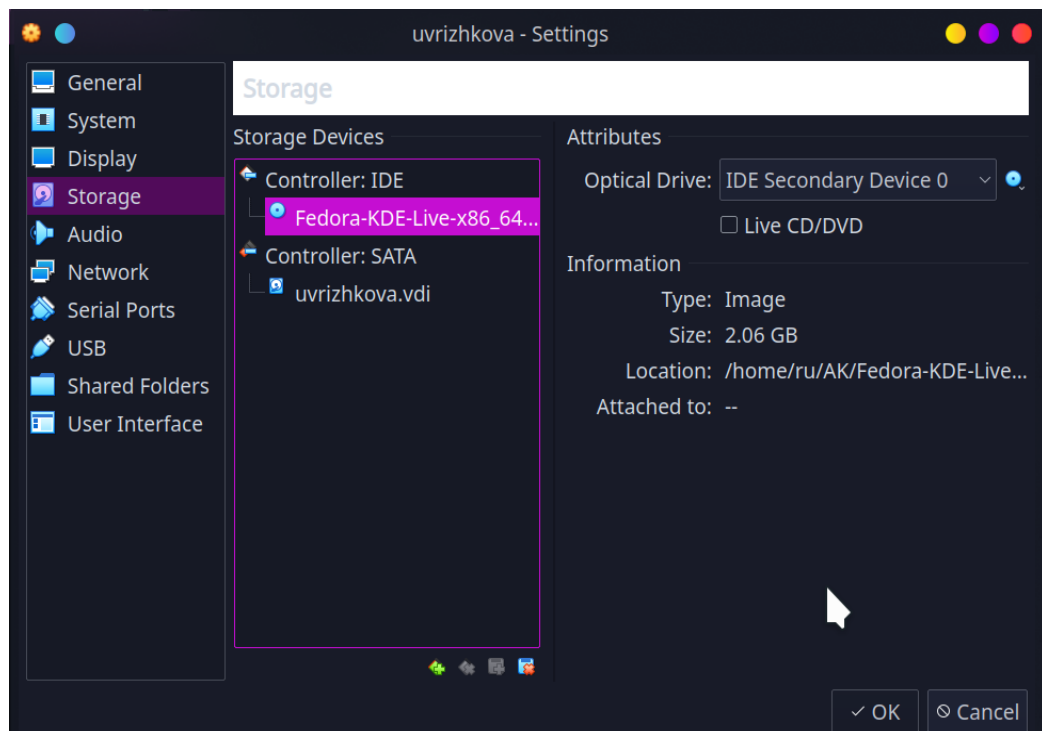 uvrizhkova - Settings
General
System
Display
Storage
Audio
Network
Serial Ports
USB
Shared Folders
User Interface
Storage
Storage Devices
Controller: IDE
Fedora-KDE-Live-x86_64...
Controller: SATA
uvrizhkova.vdi
Attributes
Optical Drive: IDE Secondary Device 0
Live CD/DVD
Information
Type: Image
Size: 2.06 GB
Location: /home/ru/AK/Fedora-KDE-Live...
Attached to: --
OK
Cancel